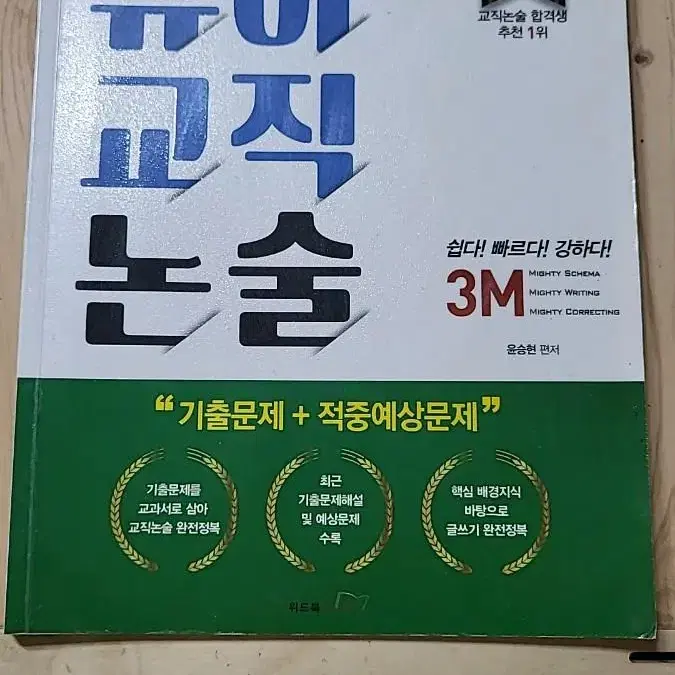 유아
교직논술 합격생
추천 1위
교직
논술
쉽다! 빠르다! 강하다!
3M
MIGHTY SCHEMA
MIGHTY WRITING
MIGHTY CORRECTING
윤승현 편저
“기출문제 + 적중예상문제”
기출문제를
교과서로 삼아
교직논술 완전정복
최근
기출문제해설
및 예상문제
수록
핵심 배경지식
바탕으로
글쓰기 완전정복
위드북